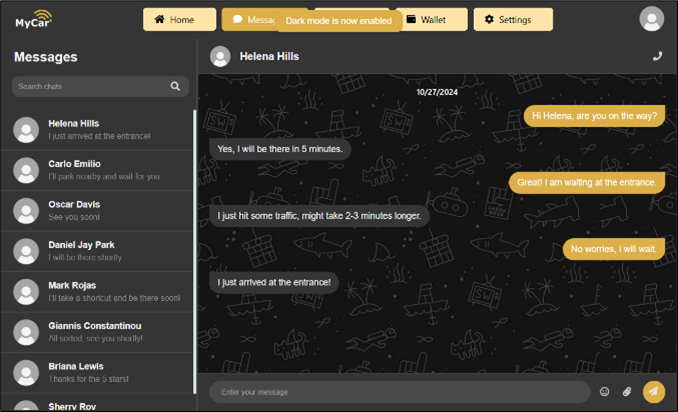 MyCar
Home
Messa
Dark mode is now enabled
Wallet
Settings
Messages
Search chats
Helena Hills
I just arrived at the entrance!
Carlo Emilio
I'll park nearby and wait for you
Oscar Davis
See you soon!
Daniel Jay Park
I will be there shortly
Mark Rojas
I'll take a shortcut and be there soon!
Giannis Constantinou
All sorted, see you shortly!
Briana Lewis
Thanks for the 5 stars!
Sherry Roy
Helena Hills
10/27/2024
Hi Helena, are you on the way?
Yes, I will be there in 5 minutes.
Great! I am waiting at the entrance.
I just hit some traffic, might take 2-3 minutes longer.
No worries, I will wait.
I just arrived at the entrance!
Enter your message